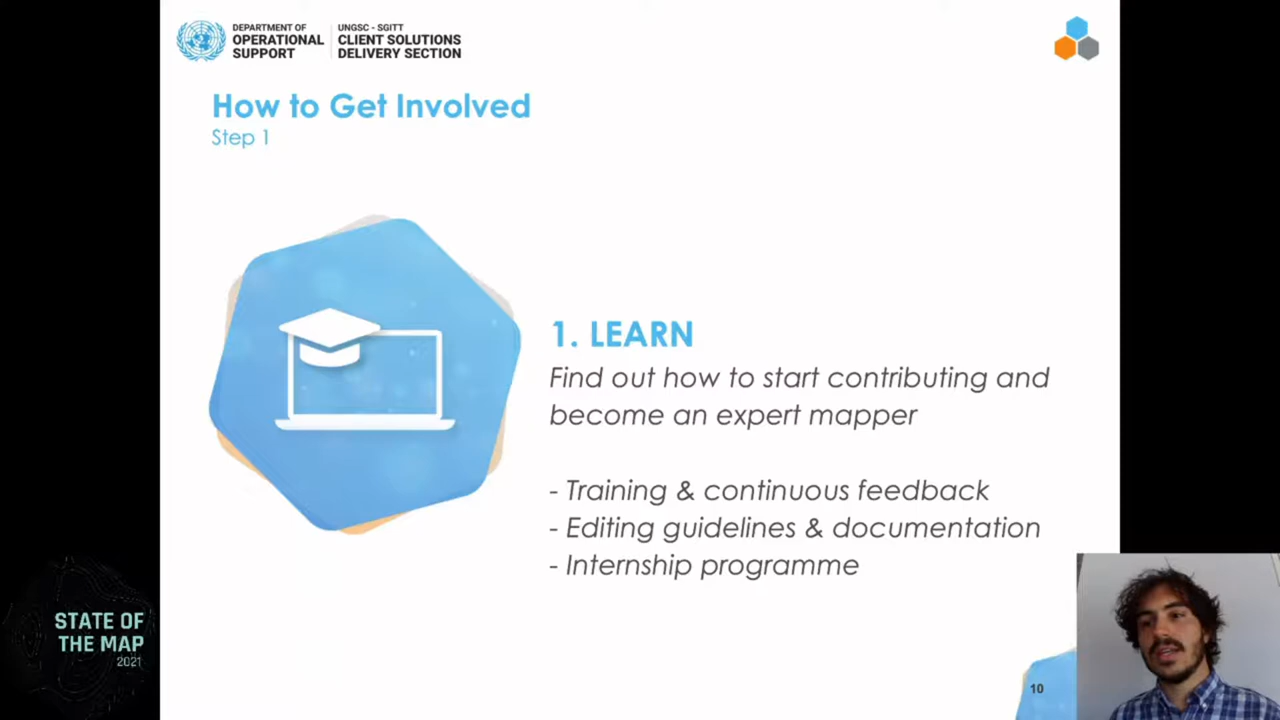 DEPARTMENT OF
OPERATIONAL
SUPPORT
UNGSC - SGITT
CLIENT SOLUTIONS
DELIVERY SECTION
How to Get Involved
Step 1
1. LEARN
Find out how to start contributing and
become an expert mapper
- Training & continuous feedback
- Editing guidelines & documentation
- Internship programme
STATE OF
THE MAP
2021
10